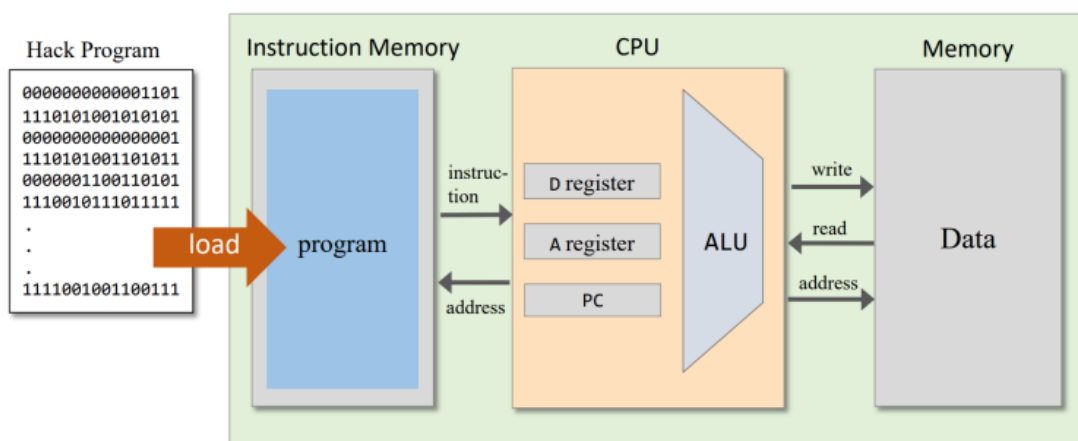 Hack Program
0000000000001101
1110101001010101
0000000000000001
1110101001101011
0000001100110101
1110010111011111
.
.
.
1111001001100111
load
Instruction Memory
program
instruc-
tion
address
CPU
D register
A register
PC
ALU
write
read
address
Memory
Data